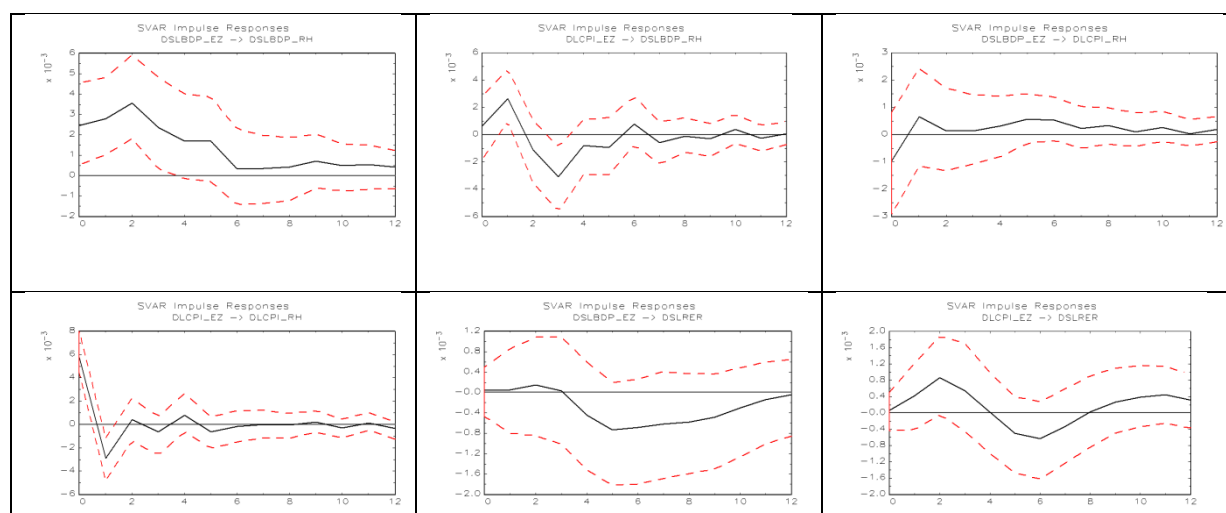 SVAR Impulse Responses
DSLBDP_EZ -> DSLBDP_RH
x 10^-3
6
5
4
3
2
1
0
-1
-2
0 2 4 6 8 10 12
SVAR Impulse Responses
DLCPI_EZ -> DSLBDP_RH
x 10^-3
6
4
2
0
-2
-4
-6
0 2 4 6 8 10 12
SVAR Impulse Responses
DSLBDP_EZ -> DLCPI_RH
x 10^-3
3
2
1
0
-1
-2
-3
0 2 4 6 8 10 12
SVAR Impulse Responses
DLCPI_EZ -> DLCPI_RH
x 10^-3
8
6
4
2
0
-2
-4
-6
0 2 4 6 8 10 12
SVAR Impulse Responses
DSLBDP_EZ -> DSLRER
x 10^-3
1.2
0.8
0.4
-0.0
-0.4
-0.8
-1.2
-1.6
-2.0
0 2 4 6 8 10 12
SVAR Impulse Responses
DLCPI_EZ -> DSLRER
x 10^-3
2.0
1.6
1.2
0.8
0.4
-0.0
-0.4
-0.8
-1.2
-1.6
-2.0
0 2 4 6 8 10 12